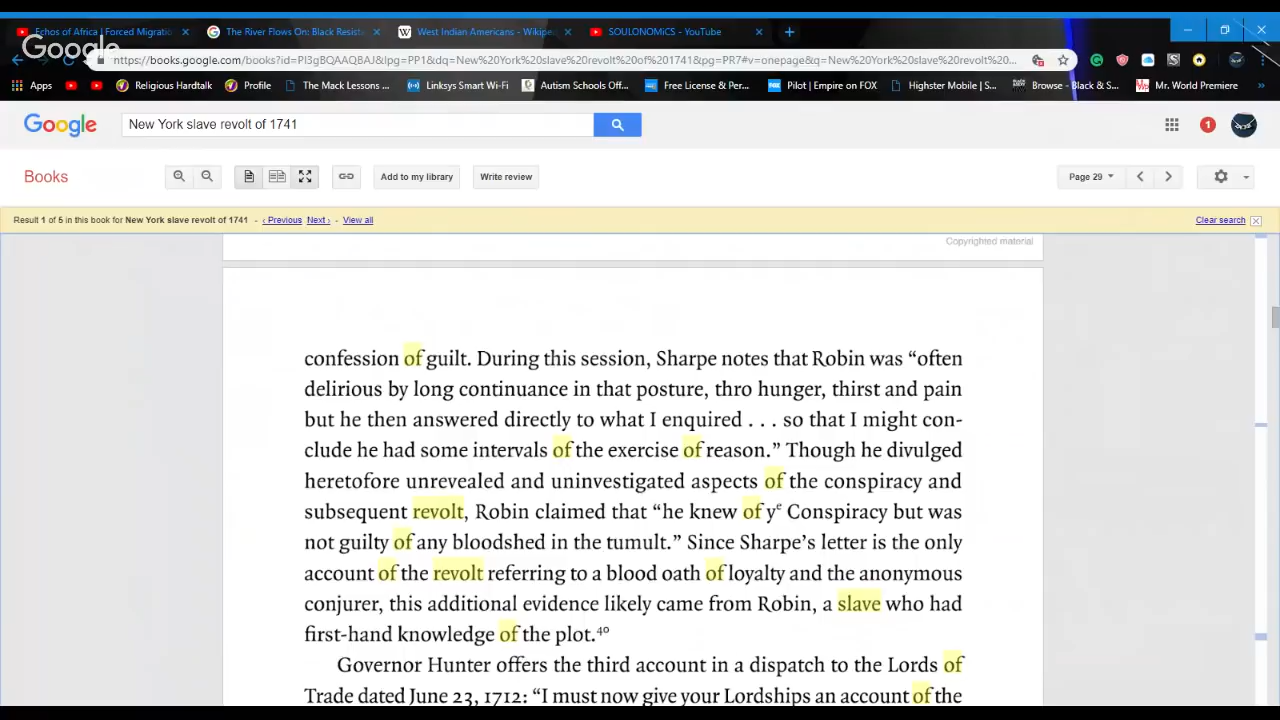 Echos of Africa | Forced Migratio
The River Flows On: Black Resist
West Indian Americans - Wikipe
SOULONOMiCS - YouTube
Google
https://books.google.com/books?id=
New%20York%20slave%20revolt%20of%201741&pg=PR7#v=onepage&q=New%20York%20slave%20revolt%20o...
Apps
Religious Hardtalk
Profile
The Mack Lessons ...
Linksys Smart Wi-Fi
Autism Schools Off...
Free License & Per...
Pilot | Empire on FOX
Highster Mobile | S...
Browse - Black & S...
Mr. World Premiere
Google
New York slave revolt of 1741
1
Books
Add to my library
Write review
Page 29
Result 1 of 5 in this book for New York slave revolt of 1741 - ‹ Previous Next › - View all
Clear search
Copyrighted material
confession of guilt. During this session, Sharpe notes that Robin was “often
delirious by long continuance in that posture, thro hunger, thirst and pain
but he then answered directly to what I enquired . . . so that I might con-
clude he had some intervals of the exercise of reason.” Though he divulged
heretofore unrevealed and uninvestigated aspects of the conspiracy and
subsequent revolt, Robin claimed that “he knew of yᵉ Conspiracy but was
not guilty of any bloodshed in the tumult.” Since Sharpe’s letter is the only
account of the revolt referring to a blood oath of loyalty and the anonymous
conjurer, this additional evidence likely came from Robin, a slave who had
first-hand knowledge of the plot.⁴⁰
Governor Hunter offers the third account in a dispatch to the Lords of
Trade dated June 23, 1712: “I must now give your Lordships an account of the